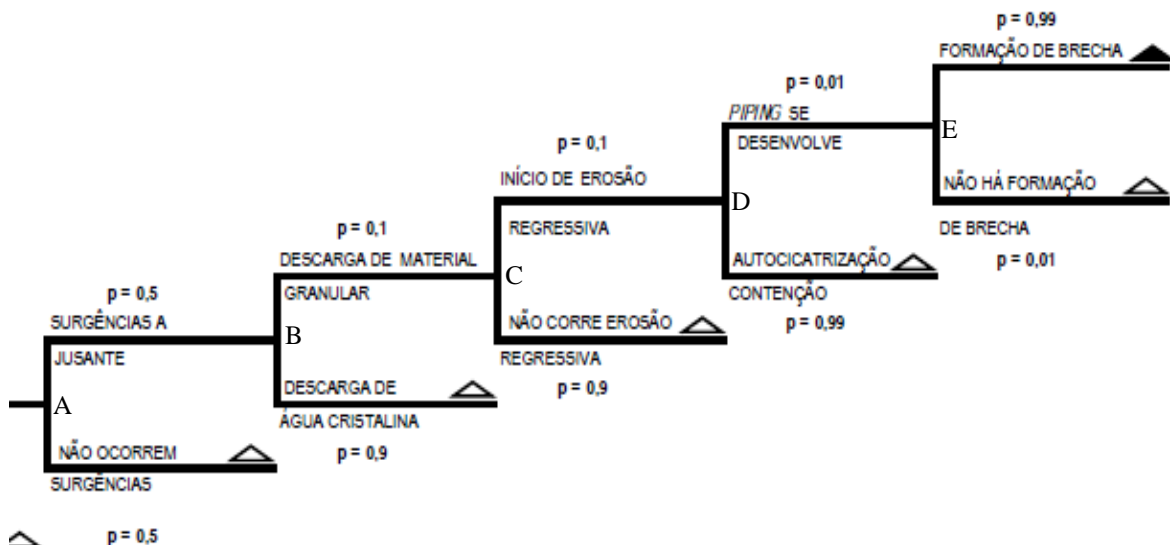 p = 0,99
FORMAÇÃO DE BRECHA
p = 0,01
PIPING SE
DESENVOLVE
E
NÃO HÁ FORMAÇÃO
DE BRECHA
p = 0,01
p = 0,1
INÍCIO DE EROSÃO
REGRESSIVA
D
AUTOCICATRIZAÇÃO
CONTENÇÃO
p = 0,99
p = 0,1
DESCARGA DE MATERIAL
GRANULAR
C
NÃO CORRE EROSÃO
REGRESSIVA
p = 0,9
p = 0,5
SURGÊNCIAS A
JUSANTE
B
DESCARGA DE
ÁGUA CRISTALINA
p = 0,9
A
NÃO OCORREM
SURGÊNCIAS
p = 0,5